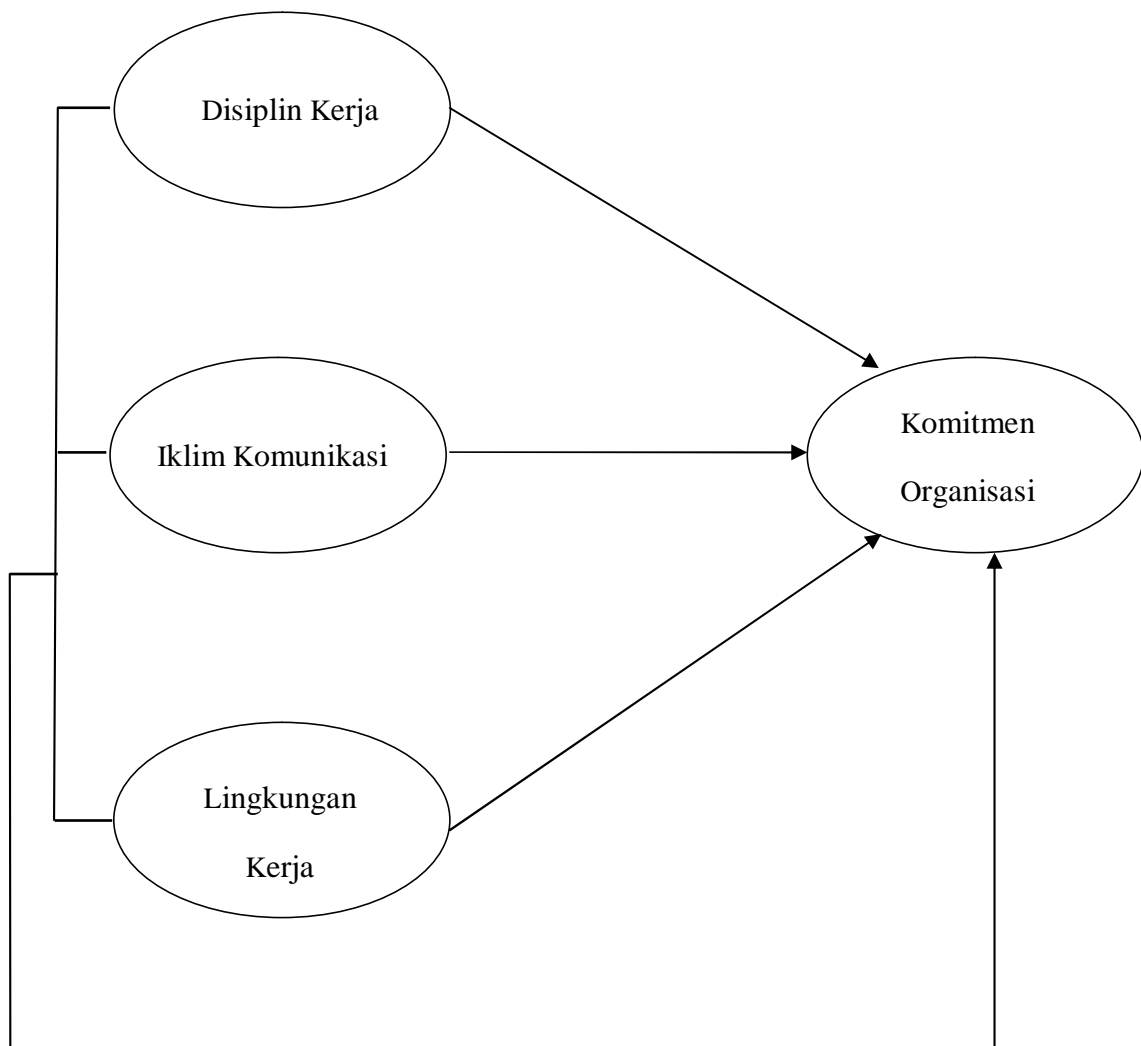 Disiplin Kerja
Iklim Komunikasi
Komitmen
Organisasi
Lingkungan
Kerja